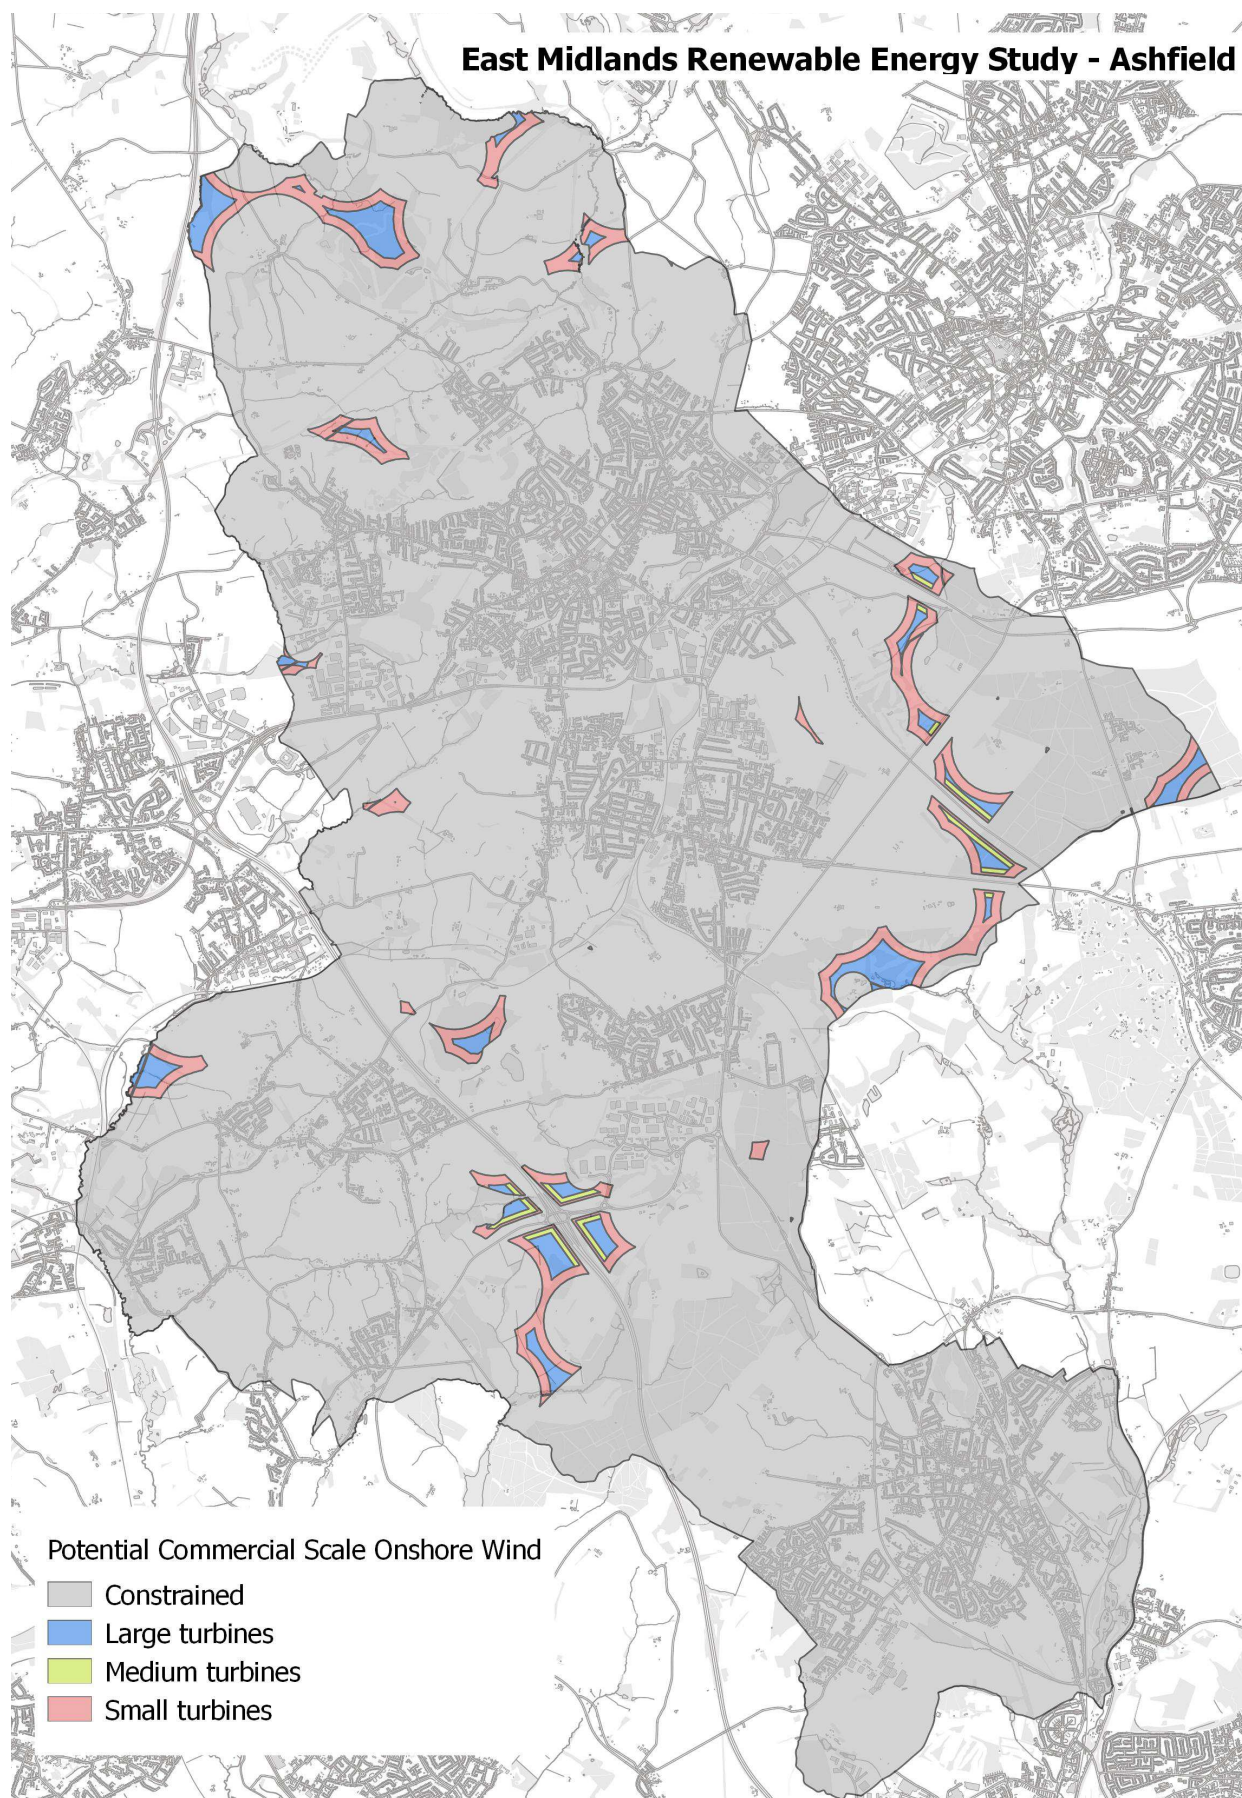 East Midlands Renewable Energy Study - Ashfield
Potential Commercial Scale Onshore Wind
Constrained
Large turbines
Medium turbines
Small turbines